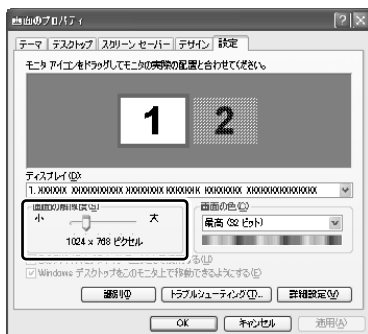 画面のプロパティ
テーマ デスクトップ スクリーン セーバー デザイン 設定
モニタ アイコンをドラッグしてモニタの実際の配置と合わせてください。
1 2
ディスプレイ(D):
画面の解像度(S) 画面の色(C)
小 大 最高 (32 ビット)
1024 x 768 ピクセル
Windows デスクトップをこのモニタ上で移動できるようにする(E)
識別(I) トラブルシューティング(T)... 詳細設定(V)
OK キャンセル 適用(A)